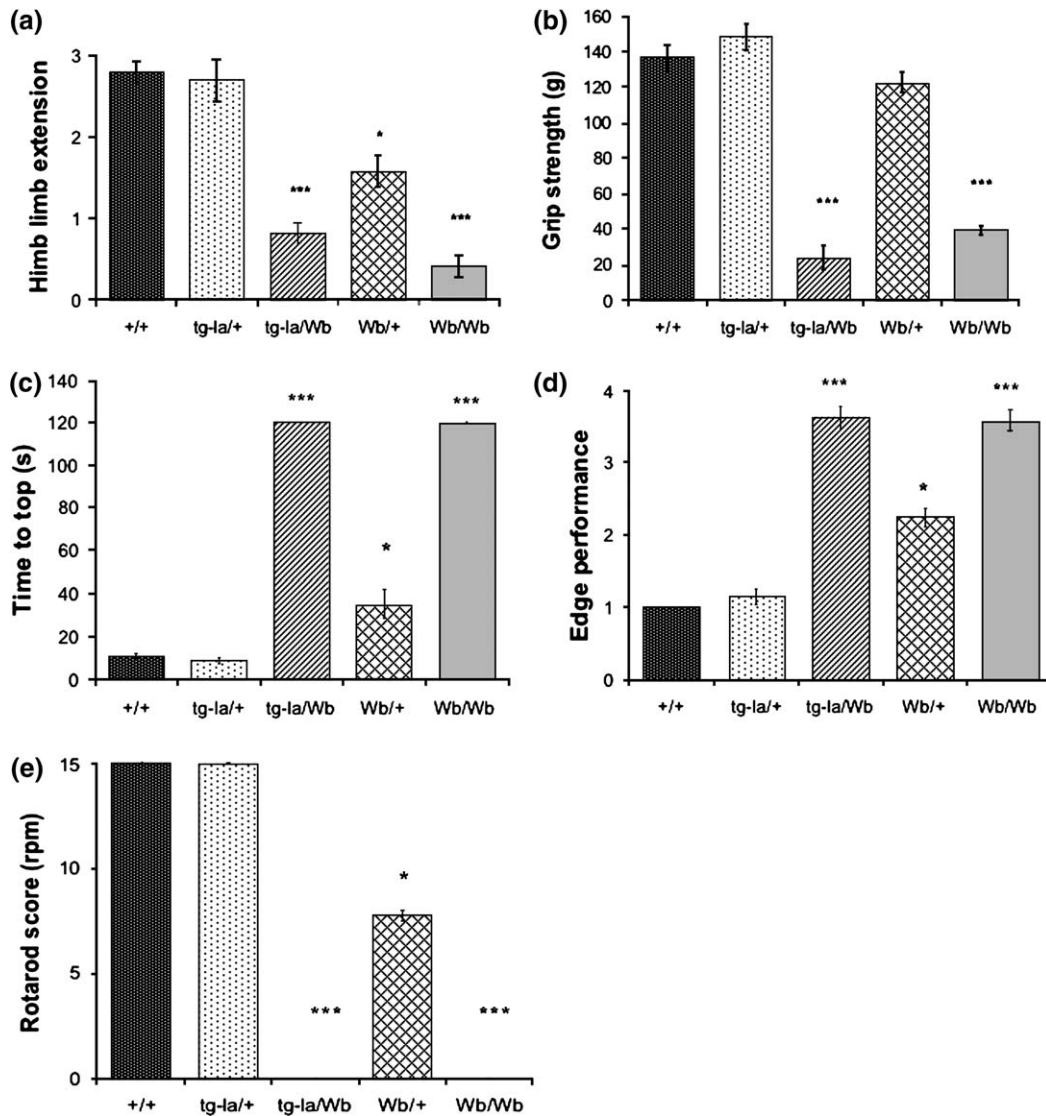 (a)
Himb limb extension
3
2
1
0
***
*
***
+/+ tg-la/+ tg-la/Wb Wb/+ Wb/Wb
(b)
Grip strength (g)
160
140
120
100
80
60
40
20
0
***
***
+/+ tg-la/+ tg-la/Wb Wb/+ Wb/Wb
(c)
Time to top (s)
140
120
100
80
60
40
20
0
***
*
***
+/+ tg-la/+ tg-la/Wb Wb/+ Wb/Wb
(d)
Edge performance
4
3
2
1
0
***
*
***
+/+ tg-la/+ tg-la/Wb Wb/+ Wb/Wb
(e)
Rotarod score (rpm)
15
10
5
0
***
*
***
+/+ tg-la/+ tg-la/Wb Wb/+ Wb/Wb